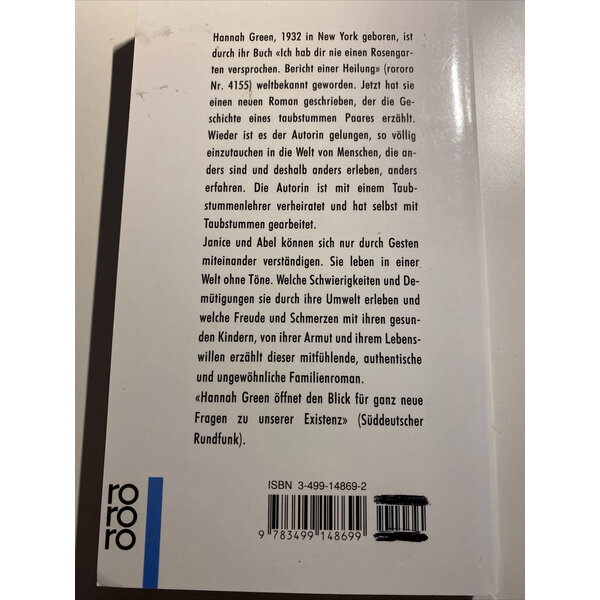 Hannah Green, 1932 in New York geboren, ist
durch ihr Buch «Ich hab dir nie einen Rosengar-
ten versprochen. Bericht einer Heilung» (rororo
Nr. 4155) weltbekannt geworden. Jetzt hat sie
einen neuen Roman geschrieben, der die Ge-
schichte eines taubstummen Paares erzählt.
Wieder ist es der Autorin gelungen, so völlig
einzutauchen in die Welt von Menschen, die an-
ders sind und deshalb anders erleben, anders
erfahren. Die Autorin ist mit einem Taub-
stummenlehrer verheiratet und hat selbst mit
Taubstummen gearbeitet.
Janice und Abel können sich nur durch Gesten
miteinander verständigen. Sie leben in einer
Welt ohne Töne. Welche Schwierigkeiten und De-
mütigungen sie durch ihre Umwelt erleben und
welche Freude und Schmerzen mit ihren gesun-
den Kindern, von ihrer Armut und ihrem Lebens-
willen erzählt dieser mitfühlende, authentische
und ungewöhnliche Familienroman.
«Hannah Green öffnet den Blick für ganz neue
Fragen zu unserer Existenz» (Süddeutscher
Rundfunk).
ISBN 3-499-14869-2
9 783499 148699
ro
ro
ro